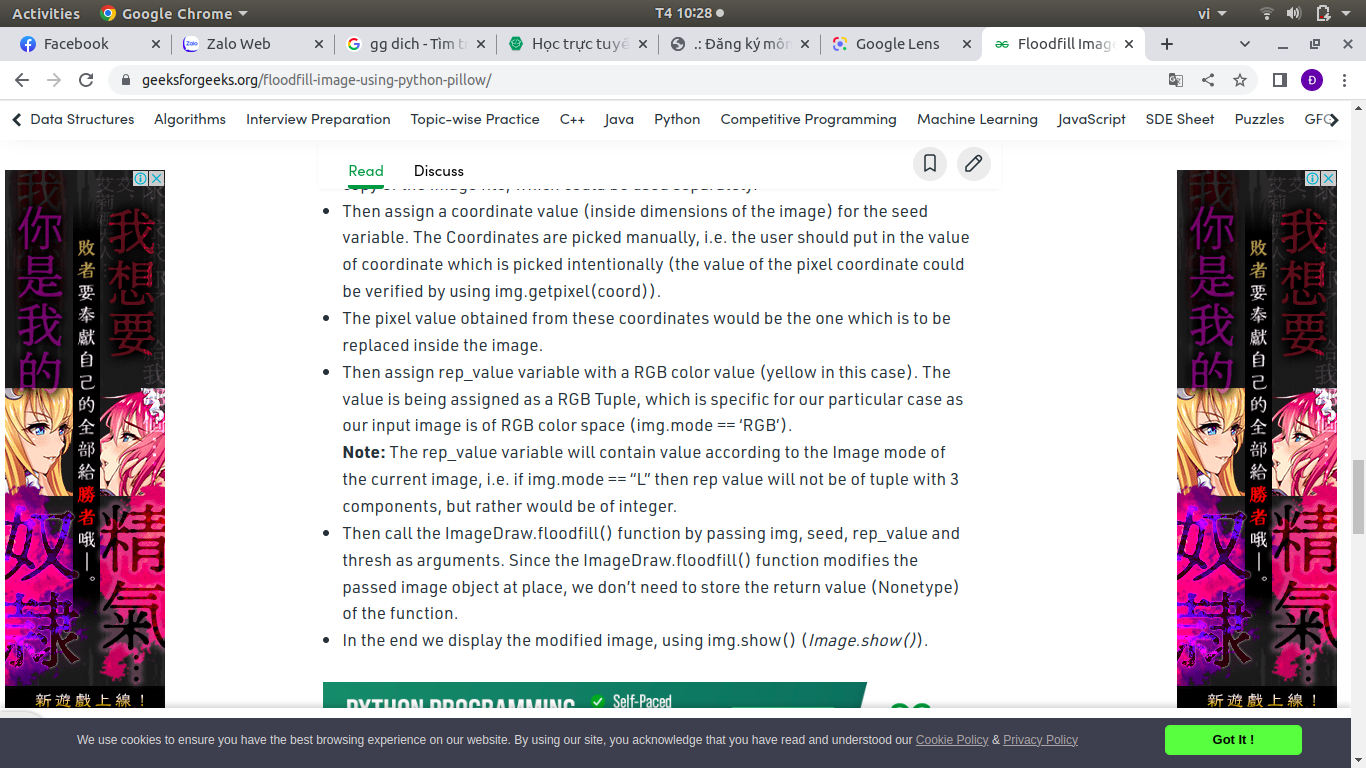 Activities
Google Chrome
T4 10:28
vi
Facebook
Zalo Web
gg dich - Tìm tr
Học trực tuyế
.: Đăng ký môn
Google Lens
Floodfill Imag
geeksforgeeks.org/floodfill-image-using-python-pillow/
Đ
Data Structures
Algorithms
Interview Preparation
Topic-wise Practice
C++
Java
Python
Competitive Programming
Machine Learning
JavaScript
SDE Sheet
Puzzles
GFG
Read
Discuss
copy of the image file, which could be used separately.
Then assign a coordinate value (inside dimensions of the image) for the seed
variable. The Coordinates are picked manually, i.e. the user should put in the value
of coordinate which is picked intentionally (the value of the pixel coordinate could
be verified by using img.getpixel(coord)).
The pixel value obtained from these coordinates would be the one which is to be
replaced inside the image.
Then assign rep_value variable with a RGB color value (yellow in this case). The
value is being assigned as a RGB Tuple, which is specific for our particular case as
our input image is of RGB color space (img.mode == ‘RGB’).
Note: The rep_value variable will contain value according to the Image mode of
the current image, i.e. if img.mode == “L” then rep value will not be of tuple with 3
components, but rather would be of integer.
Then call the ImageDraw.floodfill() function by passing img, seed, rep_value and
thresh as arguments. Since the ImageDraw.floodfill() function modifies the
passed image object at place, we don’t need to store the return value (Nonetype)
of the function.
In the end we display the modified image, using img.show() (Image.show()).
PYTHON PROGRAMMING
Self-Paced
我想要
敗者要奉獻自己的全部給勝者哦—。
你是我的
精氣…
奴隸
新遊戲上線！
我想要
敗者要奉獻自己的全部給勝者哦—。
你是我的
精氣…
奴隸
新遊戲上線！
We use cookies to ensure you have the best browsing experience on our website. By using our site, you acknowledge that you have read and understood our Cookie Policy & Privacy Policy
Got It !